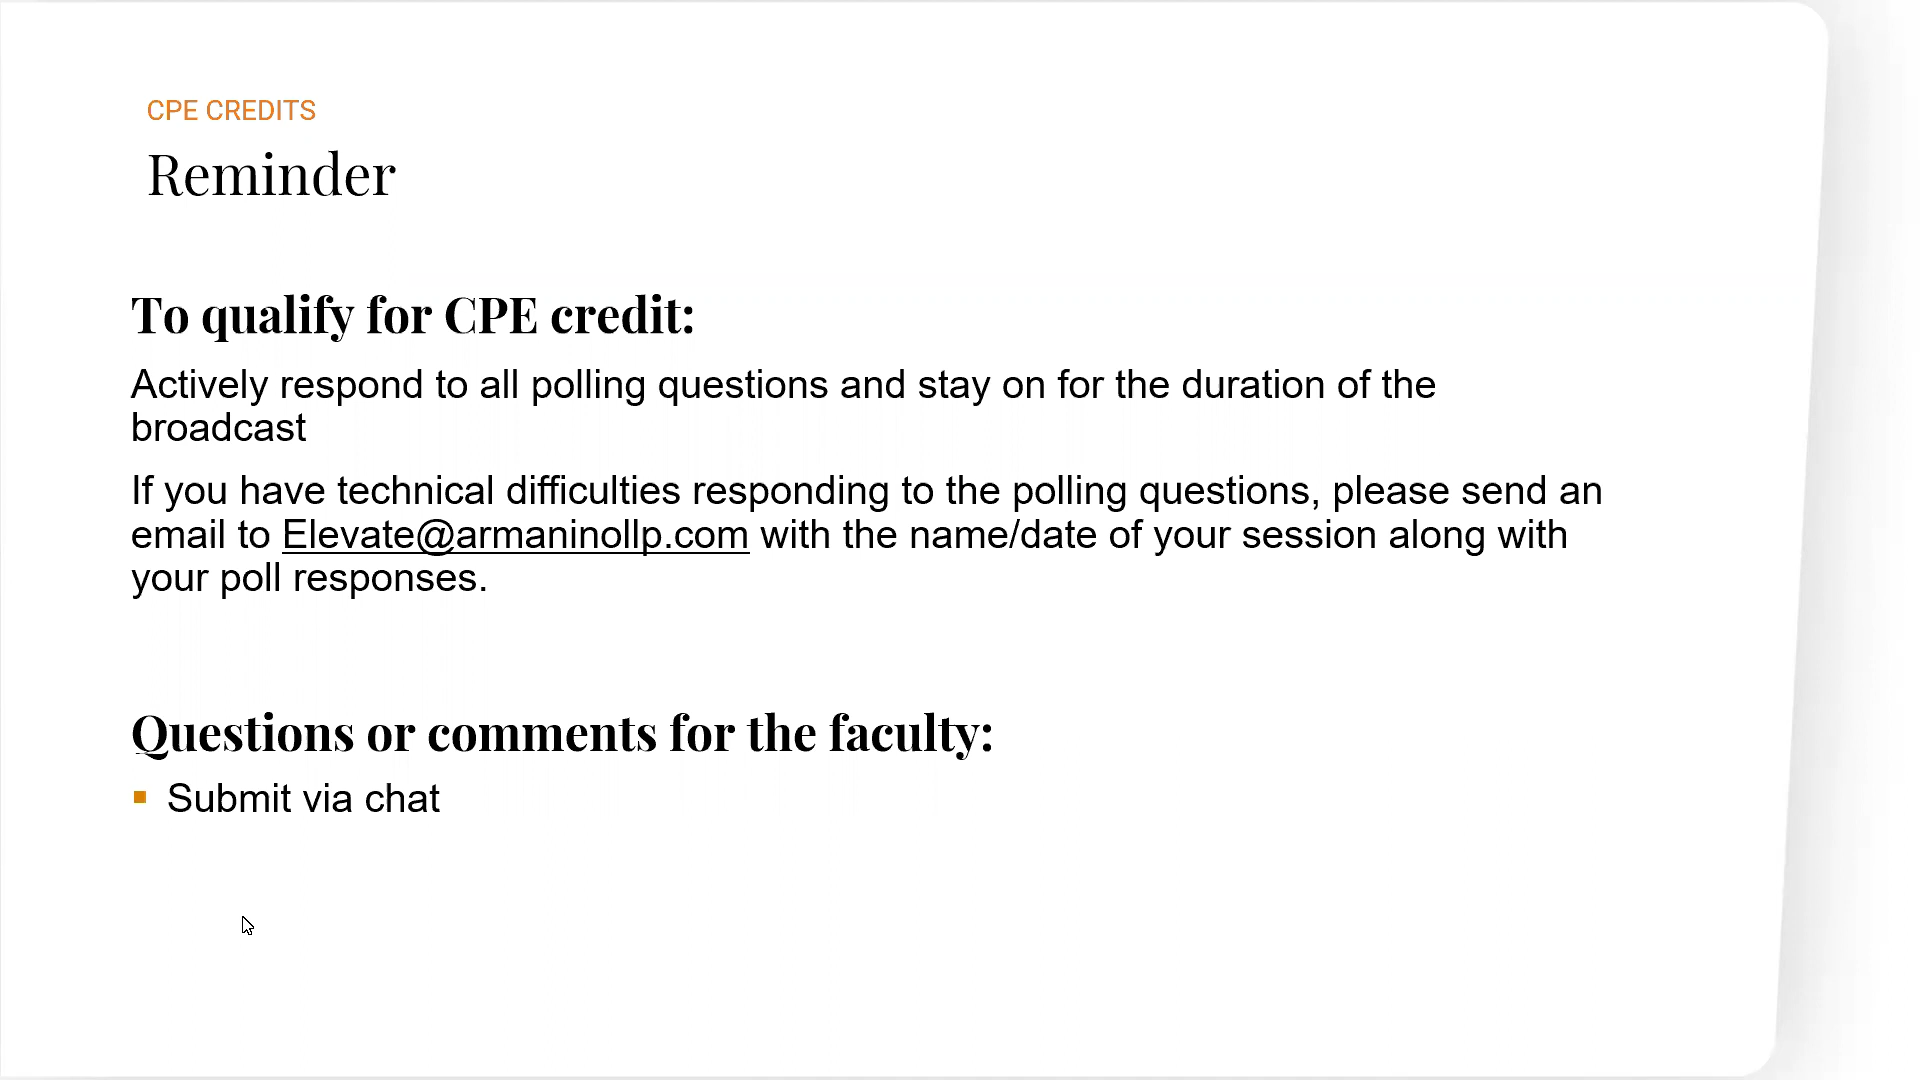 CPE CREDITS
Reminder
To qualify for CPE credit:
Actively respond to all polling questions and stay on for the duration of the
broadcast
If you have technical difficulties responding to the polling questions, please send an
email to Elevate@armaninollp.com with the name/date of your session along with
your poll responses.
Questions or comments for the faculty:
▪ Submit via chat